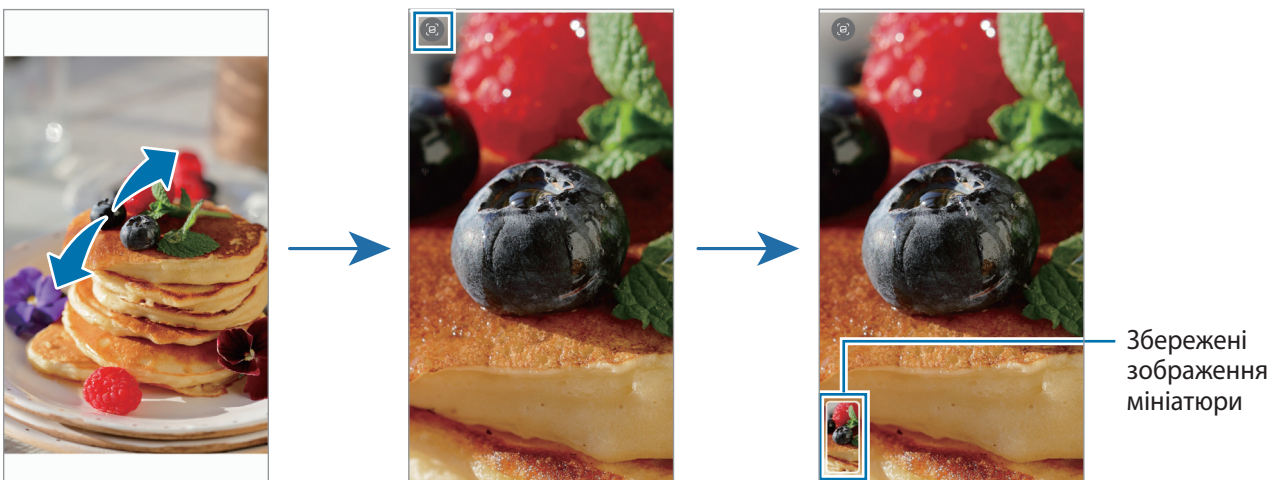 Збережені
зображення
мініатюри